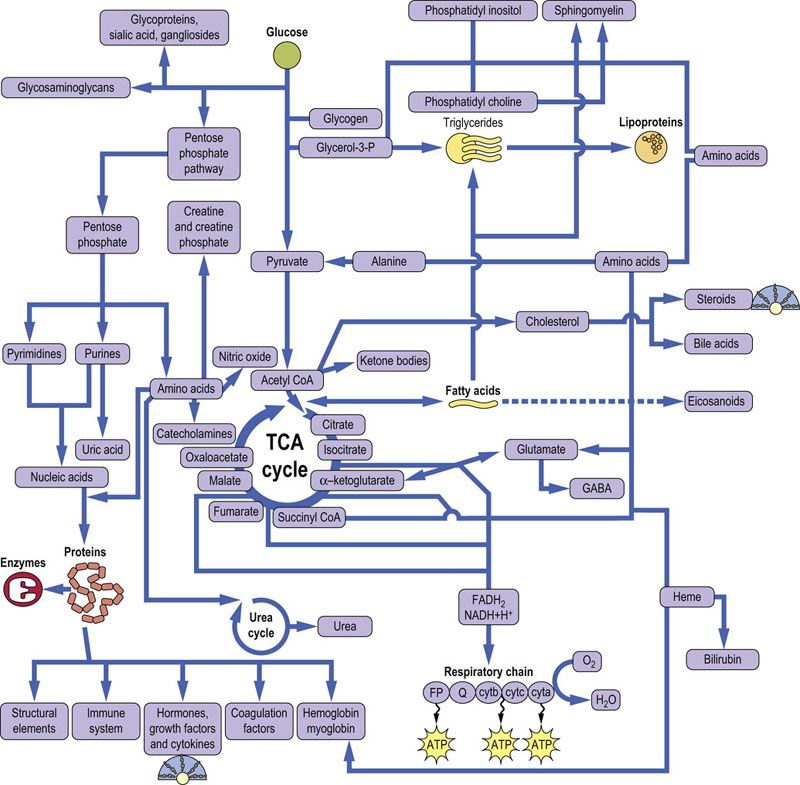 Glycoproteins,
sialic acid, gangliosides
Glucose
Phosphatidyl inositol
Sphingomyelin
Glycosaminoglycans
Phosphatidyl choline
Glycogen
Triglycerides
Lipoproteins
Pentose
phosphate
pathway
Glycerol-3-P
Amino acids
Creatine
and creatine
phosphate
Pentose
phosphate
Pyruvate
Alanine
Amino acids
Steroids
Cholesterol
Bile acids
Pyrimidines
Purines
Nitric oxide
Ketone bodies
Acetyl CoA
Amino acids
Fatty acids
Eicosanoids
Catecholamines
Citrate
Uric acid
Oxaloacetate
TCA
cycle
Isocitrate
Glutamate
Nucleic acids
Malate
α–ketoglutarate
GABA
Fumarate
Succinyl CoA
Proteins
Enzymes
Ɛ
Urea
cycle
Urea
FADH₂
NADH+H⁺
Heme
Bilirubin
Respiratory chain
O₂
FP
Q
cytb
cytc
cyta
H₂O
Structural
elements
Immune
system
Hormones,
growth factors
and cytokines
Coagulation
factors
Hemoglobin
myoglobin
ATP
ATP
ATP